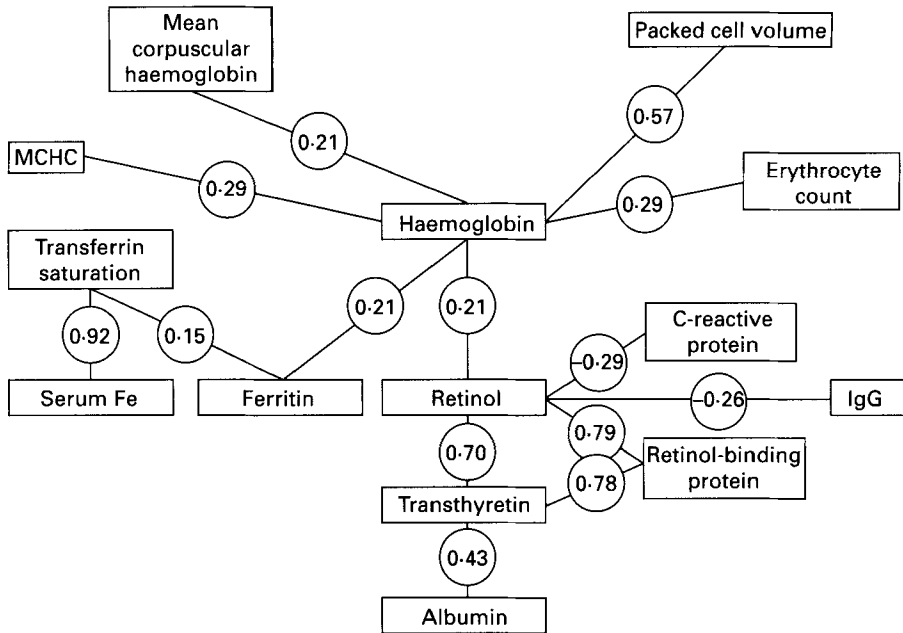 Mean
corpuscular
haemoglobin
Packed cell volume
0·57
0·21
MCHC
0·29
Erythrocyte
count
0·29
Haemoglobin
Transferrin
saturation
0·92
0·15
0·21
0·21
C-reactive
protein
−0·29
Serum Fe
Ferritin
Retinol
−0·26
IgG
0·79
0·70
Retinol-binding
protein
0·78
Transthyretin
0·43
Albumin